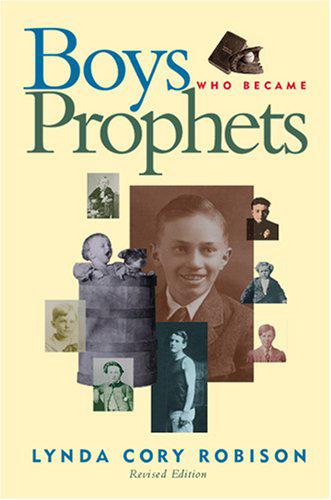 Boys
WHO BECAME
Prophets
LYNDA CORY ROBISON
Revised Edition